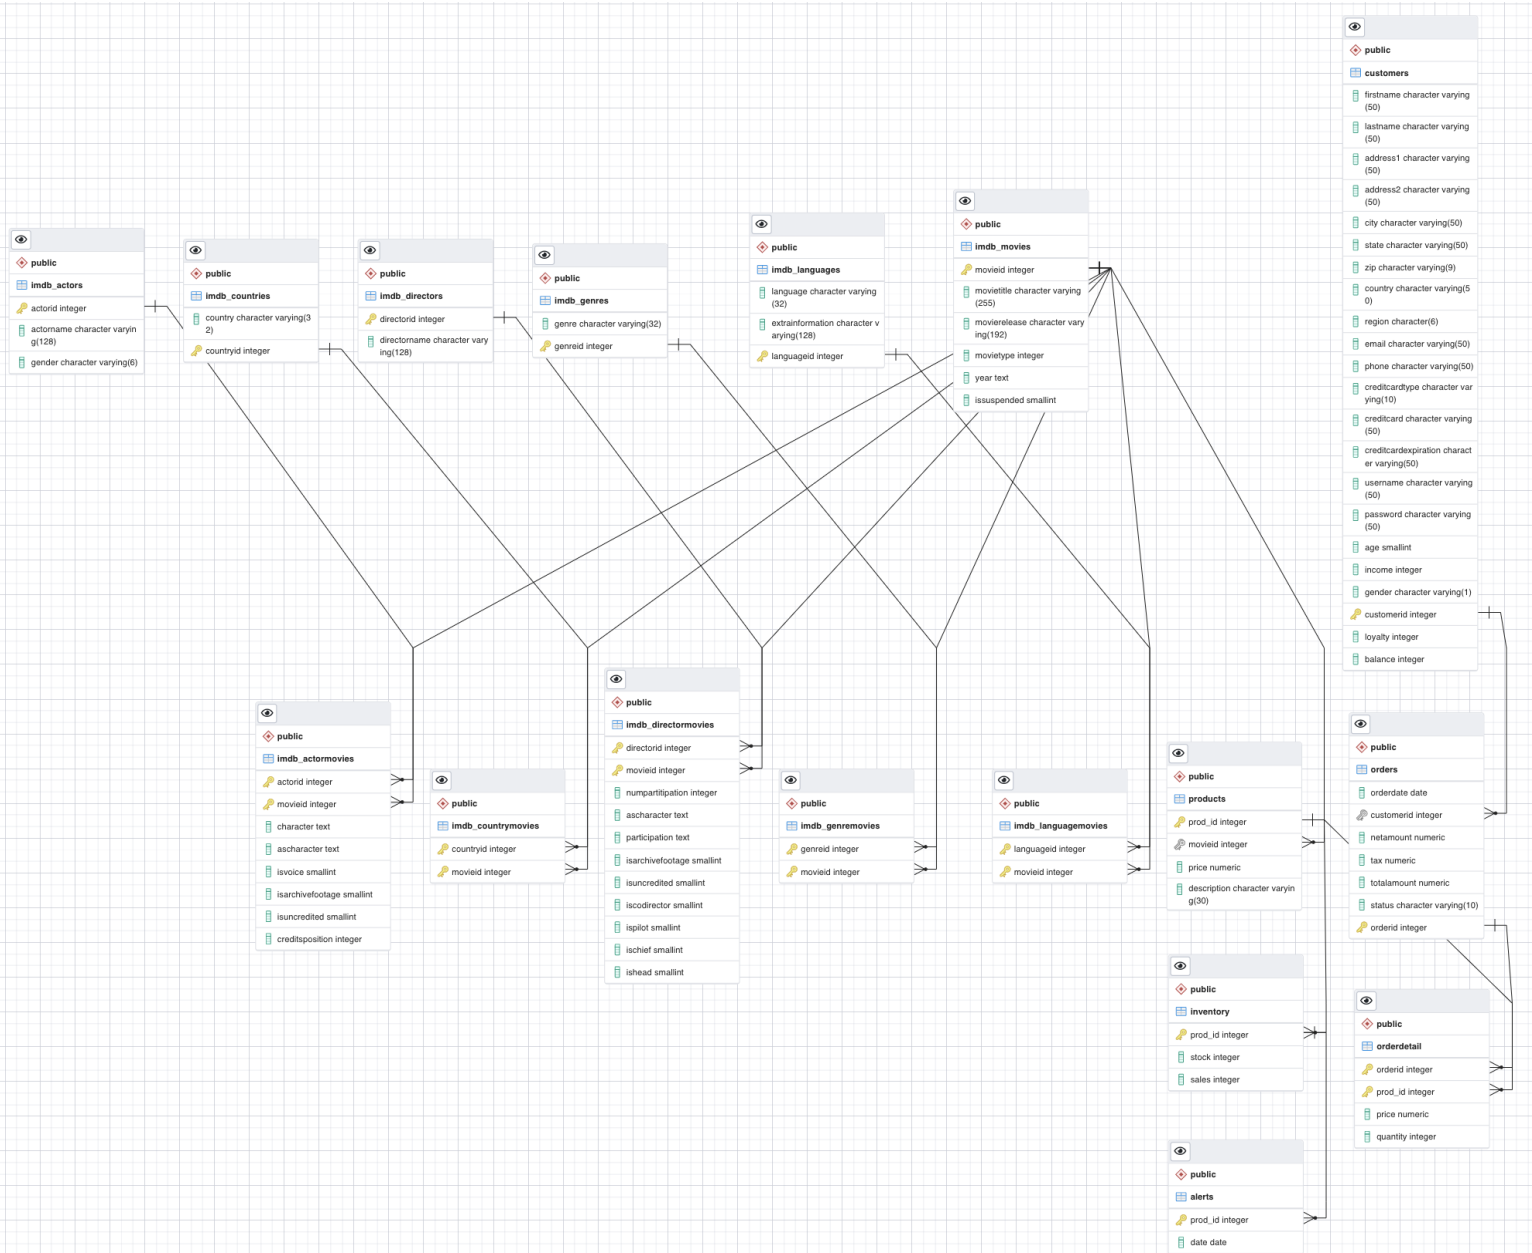 public
imdb_actors
actorid integer
actorname character varyin
g(128)
gender character varying(6)
public
imdb_countries
country character varying(3
2)
countryid integer
public
imdb_directors
directorid integer
directorname character vary
ing(128)
public
imdb_genres
genre character varying(32)
genreid integer
public
imdb_languages
language character varying
(32)
extrainformation character v
arying(128)
languageid integer
public
imdb_movies
movieid integer
movietitle character varying
(255)
movierelease character vary
ing(192)
movietype integer
year text
issuspended smallint
public
customers
firstname character varying
(50)
lastname character varying
(50)
address1 character varying
(50)
address2 character varying
(50)
city character varying(50)
state character varying(50)
zip character varying(9)
country character varying(5
0)
region character(6)
email character varying(50)
phone character varying(50)
creditcardtype character var
ying(10)
creditcard character varying
(50)
creditcardexpiration charact
er varying(50)
username character varying
(50)
password character varying
(50)
age smallint
income integer
gender character varying(1)
customerid integer
loyalty integer
balance integer
public
imdb_actormovies
actorid integer
movieid integer
character text
ascharacter text
isvoice smallint
isarchivefootage smallint
isuncredited smallint
creditsposition integer
public
imdb_countrymovies
countryid integer
movieid integer
public
imdb_directormovies
directorid integer
movieid integer
numpartitipation integer
ascharacter text
participation text
isarchivefootage smallint
isuncredited smallint
iscodirector smallint
ispilot smallint
ischief smallint
ishead smallint
public
imdb_genremovies
genreid integer
movieid integer
public
imdb_languagemovies
languageid integer
movieid integer
public
products
prod_id integer
movieid integer
price numeric
description character varyin
g(30)
public
orders
orderdate date
customerid integer
netamount numeric
tax numeric
totalamount numeric
status character varying(10)
orderid integer
public
inventory
prod_id integer
stock integer
sales integer
public
orderdetail
orderid integer
prod_id integer
price numeric
quantity integer
public
alerts
prod_id integer
date date